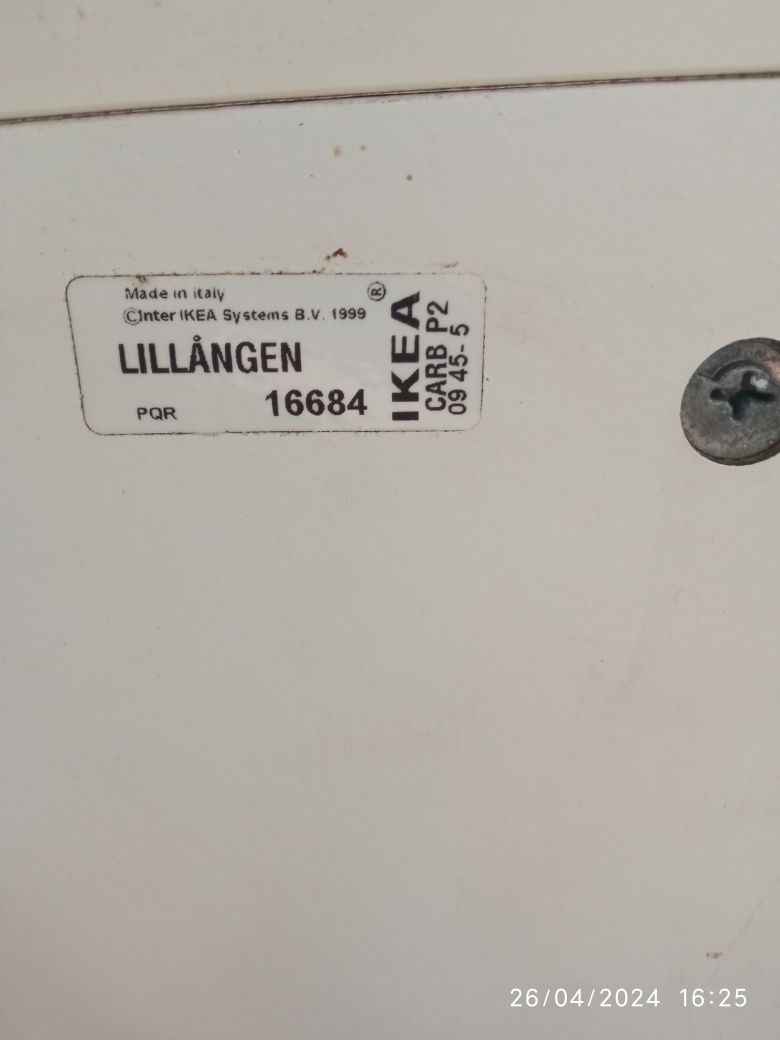 Made in italy
©Inter IKEA Systems B.V. 1999 ®
LILLÅNGEN
PQR 16684
IKEA
CARB P2
09 45-5
26/04/2024 16:25